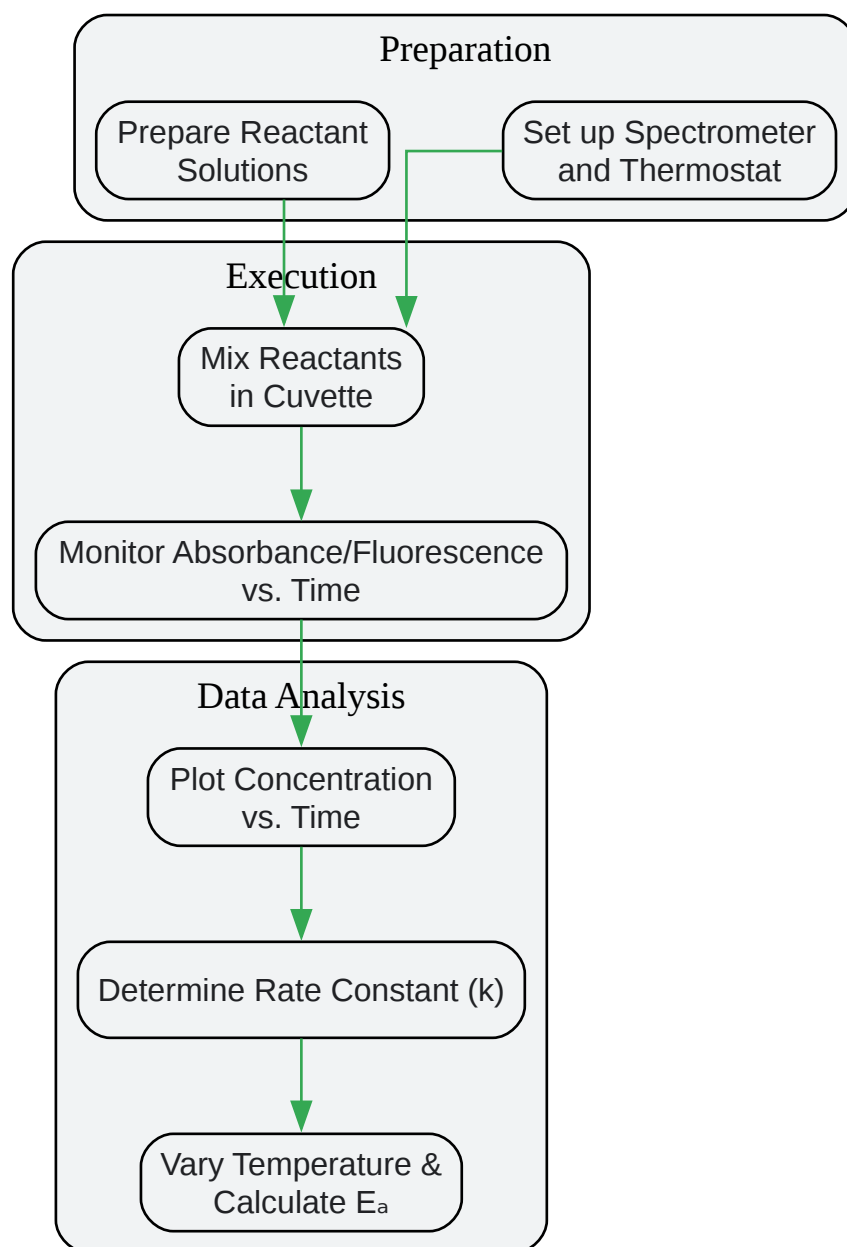 Preparation
Prepare Reactant
Solutions
Set up Spectrometer
and Thermostat
Execution
Mix Reactants
in Cuvette
Monitor Absorbance/Fluorescence
vs. Time
Data Analysis
Plot Concentration
vs. Time
Determine Rate Constant (k)
Vary Temperature &
Calculate Eₐ